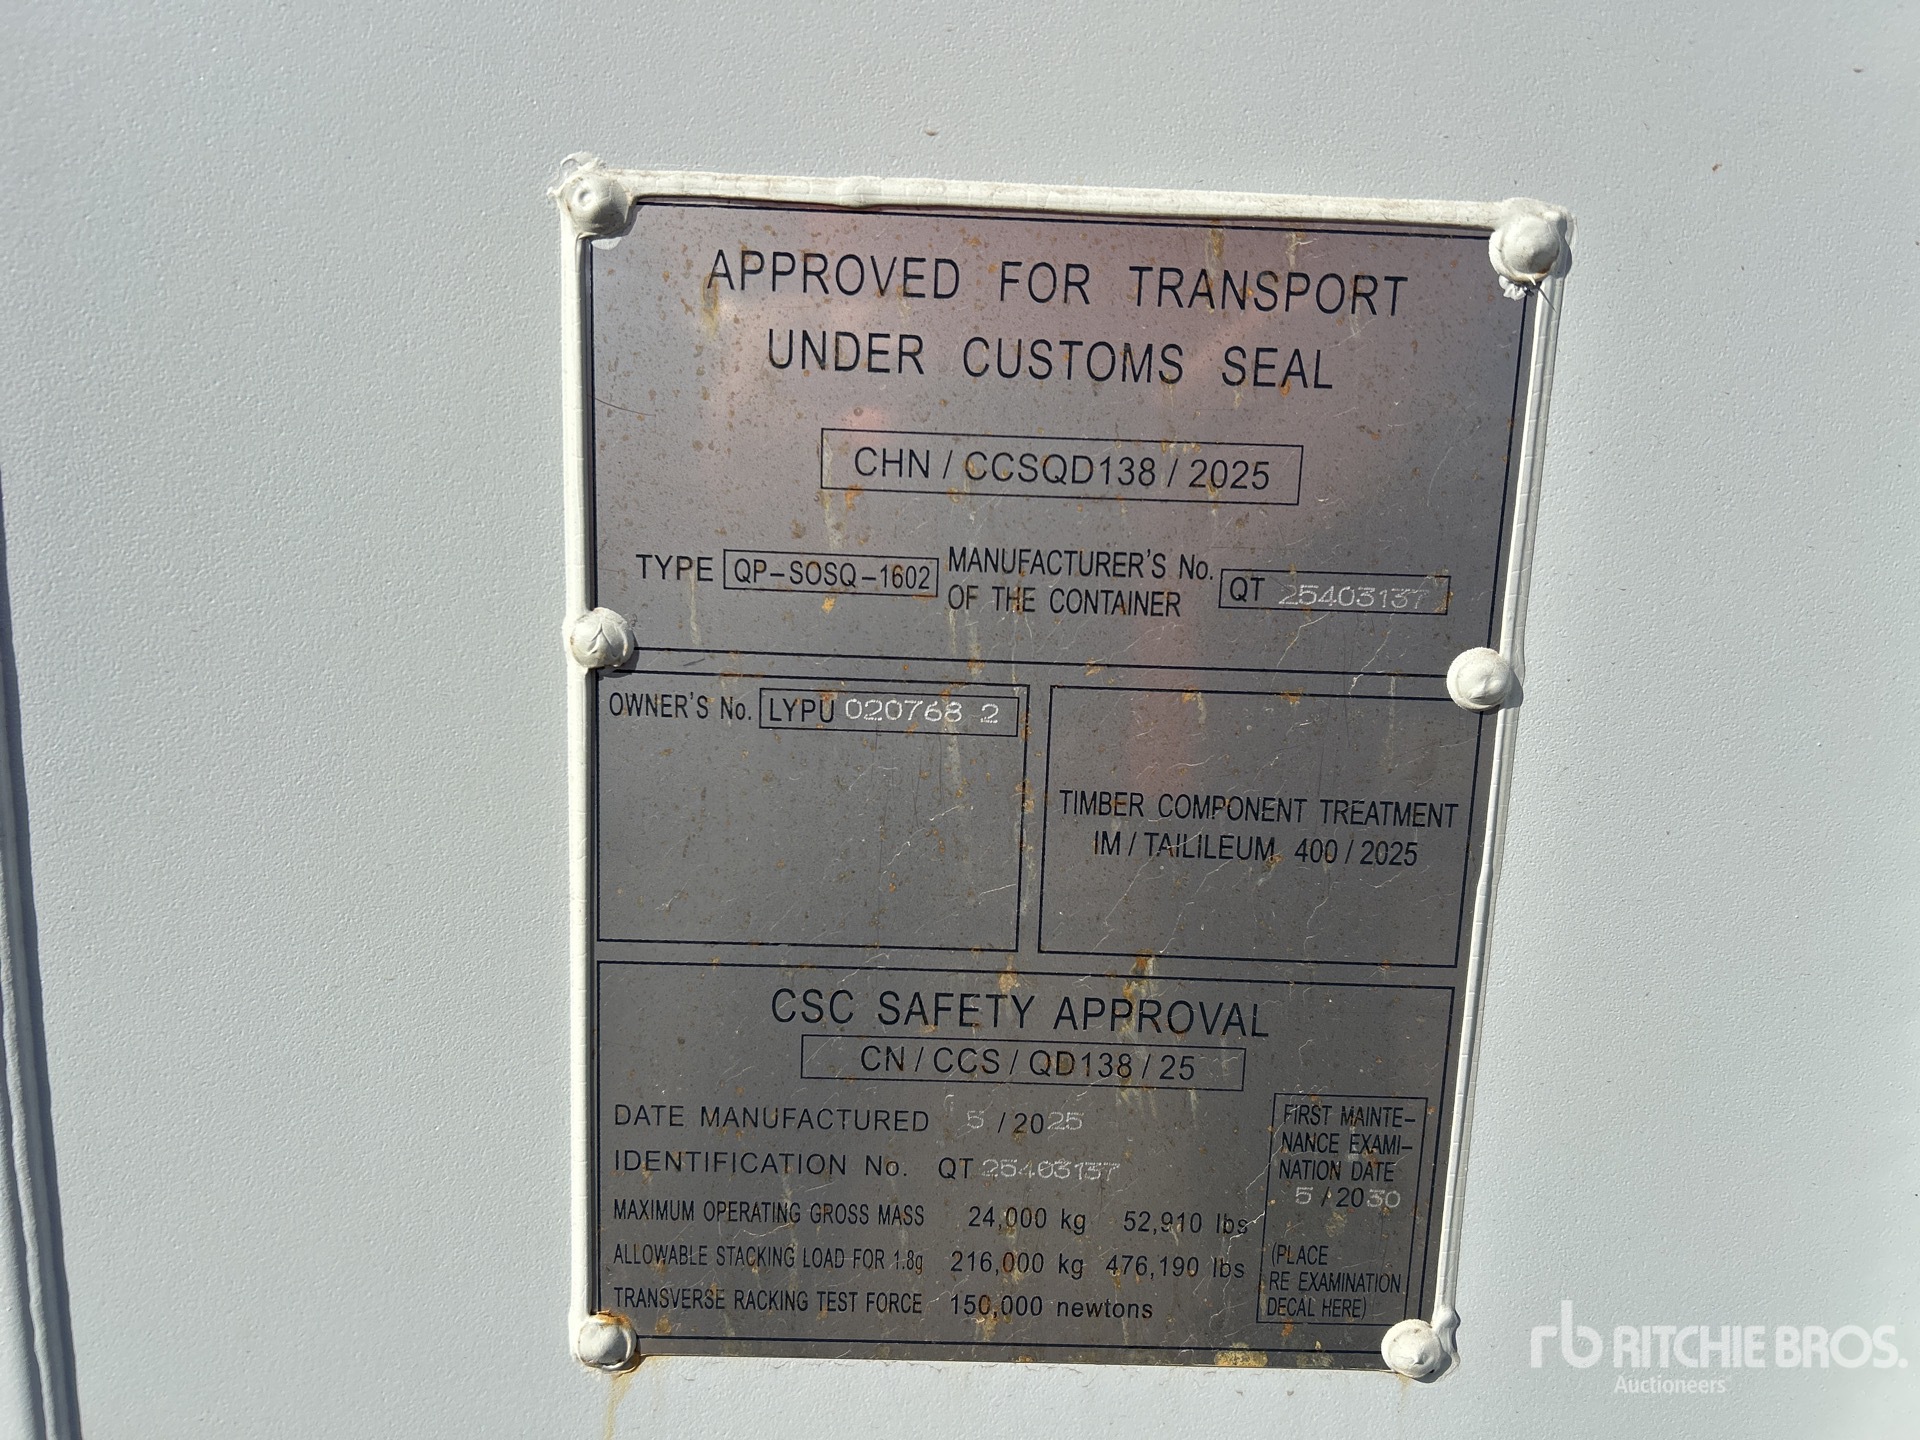 APPROVED FOR TRANSPORT
UNDER CUSTOMS SEAL
CHN / CCSQD138 / 2025
TYPE QP-SOSQ-1602 MANUFACTURER'S No. OF THE CONTAINER QT 25403137
OWNER'S No. LYPU 020768 2
TIMBER COMPONENT TREATMENT
IM / TAILILEUM 400 / 2025
CSC SAFETY APPROVAL
CN / CCS / QD138 / 25
DATE MANUFACTURED 5 / 2025
IDENTIFICATION No. QT 25403137
MAXIMUM OPERATING GROSS MASS 24,000 kg 52,910 lbs
ALLOWABLE STACKING LOAD FOR 1.8g 216,000 kg 476,190 lbs
TRANSVERSE RACKING TEST FORCE 150,000 newtons
FIRST MAINTE-
NANCE EXAMI-
NATION DATE
5 / 2030
(PLACE
RE EXAMINATION
DECAL HERE)
rb RITCHIE BROS.
Auctioneers